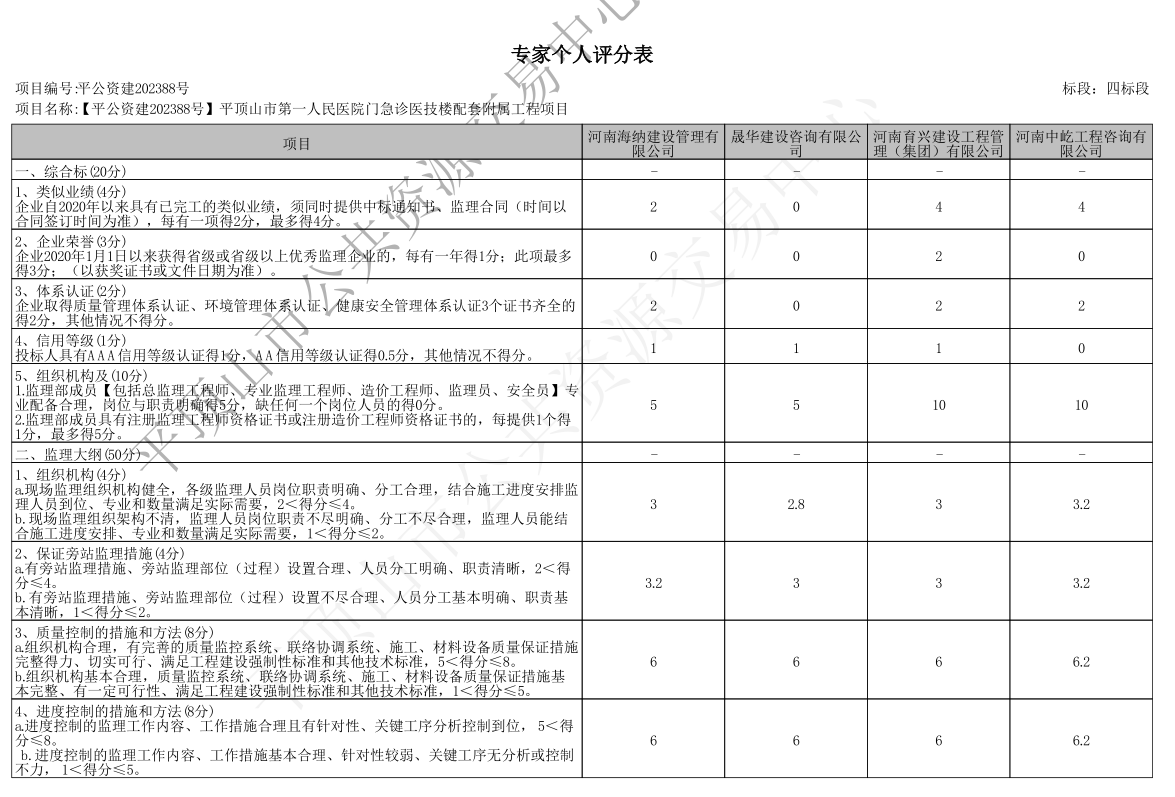 专家个人评分表
项目编号:平公资建202388号
标段：四标段
项目名称:【平公资建202388号】平顶山市第一人民医院门急诊医技楼配套附属工程项目
项目
河南海纳建设管理有限公司
晟华建设咨询有限公司
河南育兴建设工程管理（集团）有限公司
河南中屹工程咨询有限公司
一、综合标(20分)
-	-	-	-
1、类似业绩(4分)
企业自2020年以来具有已完工的类似业绩，须同时提供中标通知书、监理合同（时间以
合同签订时间为准），每有一项得2分，最多得4分。
2	0	4	4
2、企业荣誉(3分)
企业2020年1月1日以来获得省级或省级以上优秀监理企业的，每有一年得1分；此项最多
得3分；（以获奖证书或文件日期为准）。
0	0	2	0
3、体系认证(2分)
企业取得质量管理体系认证、环境管理体系认证、健康安全管理体系认证3个证书齐全的
得2分，其他情况不得分。
2	0	2	2
4、信用等级(1分)
投标人具有AAA信用等级认证得1分，AA信用等级认证得0.5分，其他情况不得分。
1	1	1	0
5、组织机构及(10分)
1.监理部成员【包括总监理工程师、专业监理工程师、造价工程师、监理员、安全员】专
业配备合理，岗位与职责明确得5分，缺任何一个岗位人员的得0分。
2.监理部成员具有注册监理工程师资格证书或注册造价工程师资格证书的，每提供1个得
1分，最多得5分。
5	5	10	10
二、监理大纲(50分)
-	-	-	-
1、组织机构(4分)
a.现场监理组织机构健全，各级监理人员岗位职责明确、分工合理，结合施工进度安排监
理人员到位、专业和数量满足实际需要，2＜得分≤4。
b.现场监理组织架构不清，监理人员岗位职责不尽明确、分工不尽合理，监理人员能结
合施工进度安排、专业和数量满足实际需要，1＜得分≤2。
3	2.8	3	3.2
2、保证旁站监理措施(4分)
a.有旁站监理措施、旁站监理部位（过程）设置合理、人员分工明确、职责清晰，2＜得
分≤4。
b.有旁站监理措施、旁站监理部位（过程）设置不尽合理、人员分工基本明确、职责基
本清晰，1＜得分≤2。
3.2	3	3	3.2
3、质量控制的措施和方法(8分)
a.组织机构合理，有完善的质量监控系统、联络协调系统、施工、材料设备质量保证措施
完整得力、切实可行、满足工程建设强制性标准和其他技术标准，5＜得分≤8。
b.组织机构基本合理，质量监控系统、联络协调系统、施工、材料设备质量保证措施基
本完整、有一定可行性、满足工程建设强制性标准和其他技术标准，1＜得分≤5。
6	6	6	6.2
4、进度控制的措施和方法(8分)
a.进度控制的监理工作内容、工作措施合理且有针对性、关键工序分析控制到位， 5＜得
分≤8。
b.进度控制的监理工作内容、工作措施基本合理、针对性较弱、关键工序无分析或控制
不力， 1＜得分≤5。
6	6	6	6.2
平顶山市公共资源交易中心
平顶山市公共资源交易中心